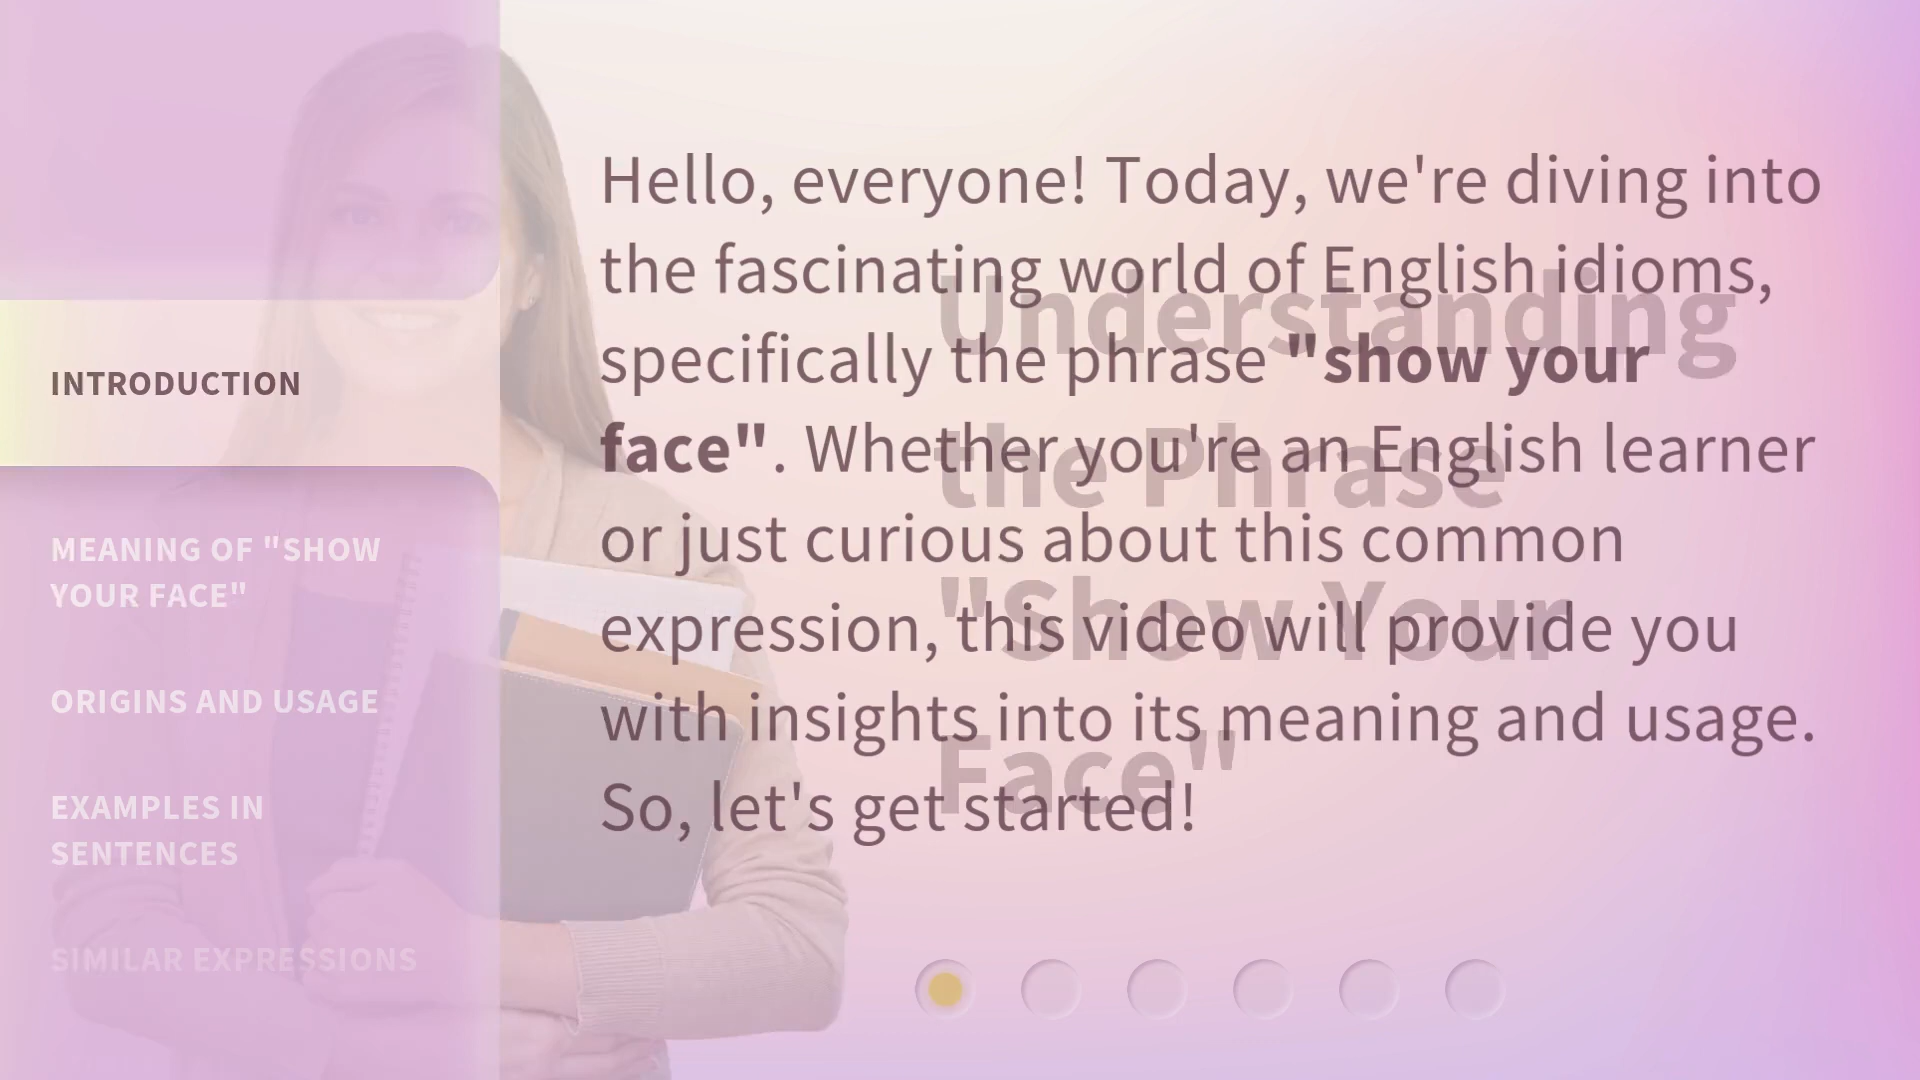 INTRODUCTION
MEANING OF "SHOW
YOUR FACE"
ORIGINS AND USAGE
EXAMPLES IN
SENTENCES
SIMILAR EXPRESSIONS
Hello, everyone! Today, we're diving into
the fascinating world of English idioms,
specifically the phrase "show your
face". Whether you're an English learner
or just curious about this common
expression, this video will provide you
with insights into its meaning and usage.
So, let's get started!
Understanding
the Phrase
"Show Your
Face"